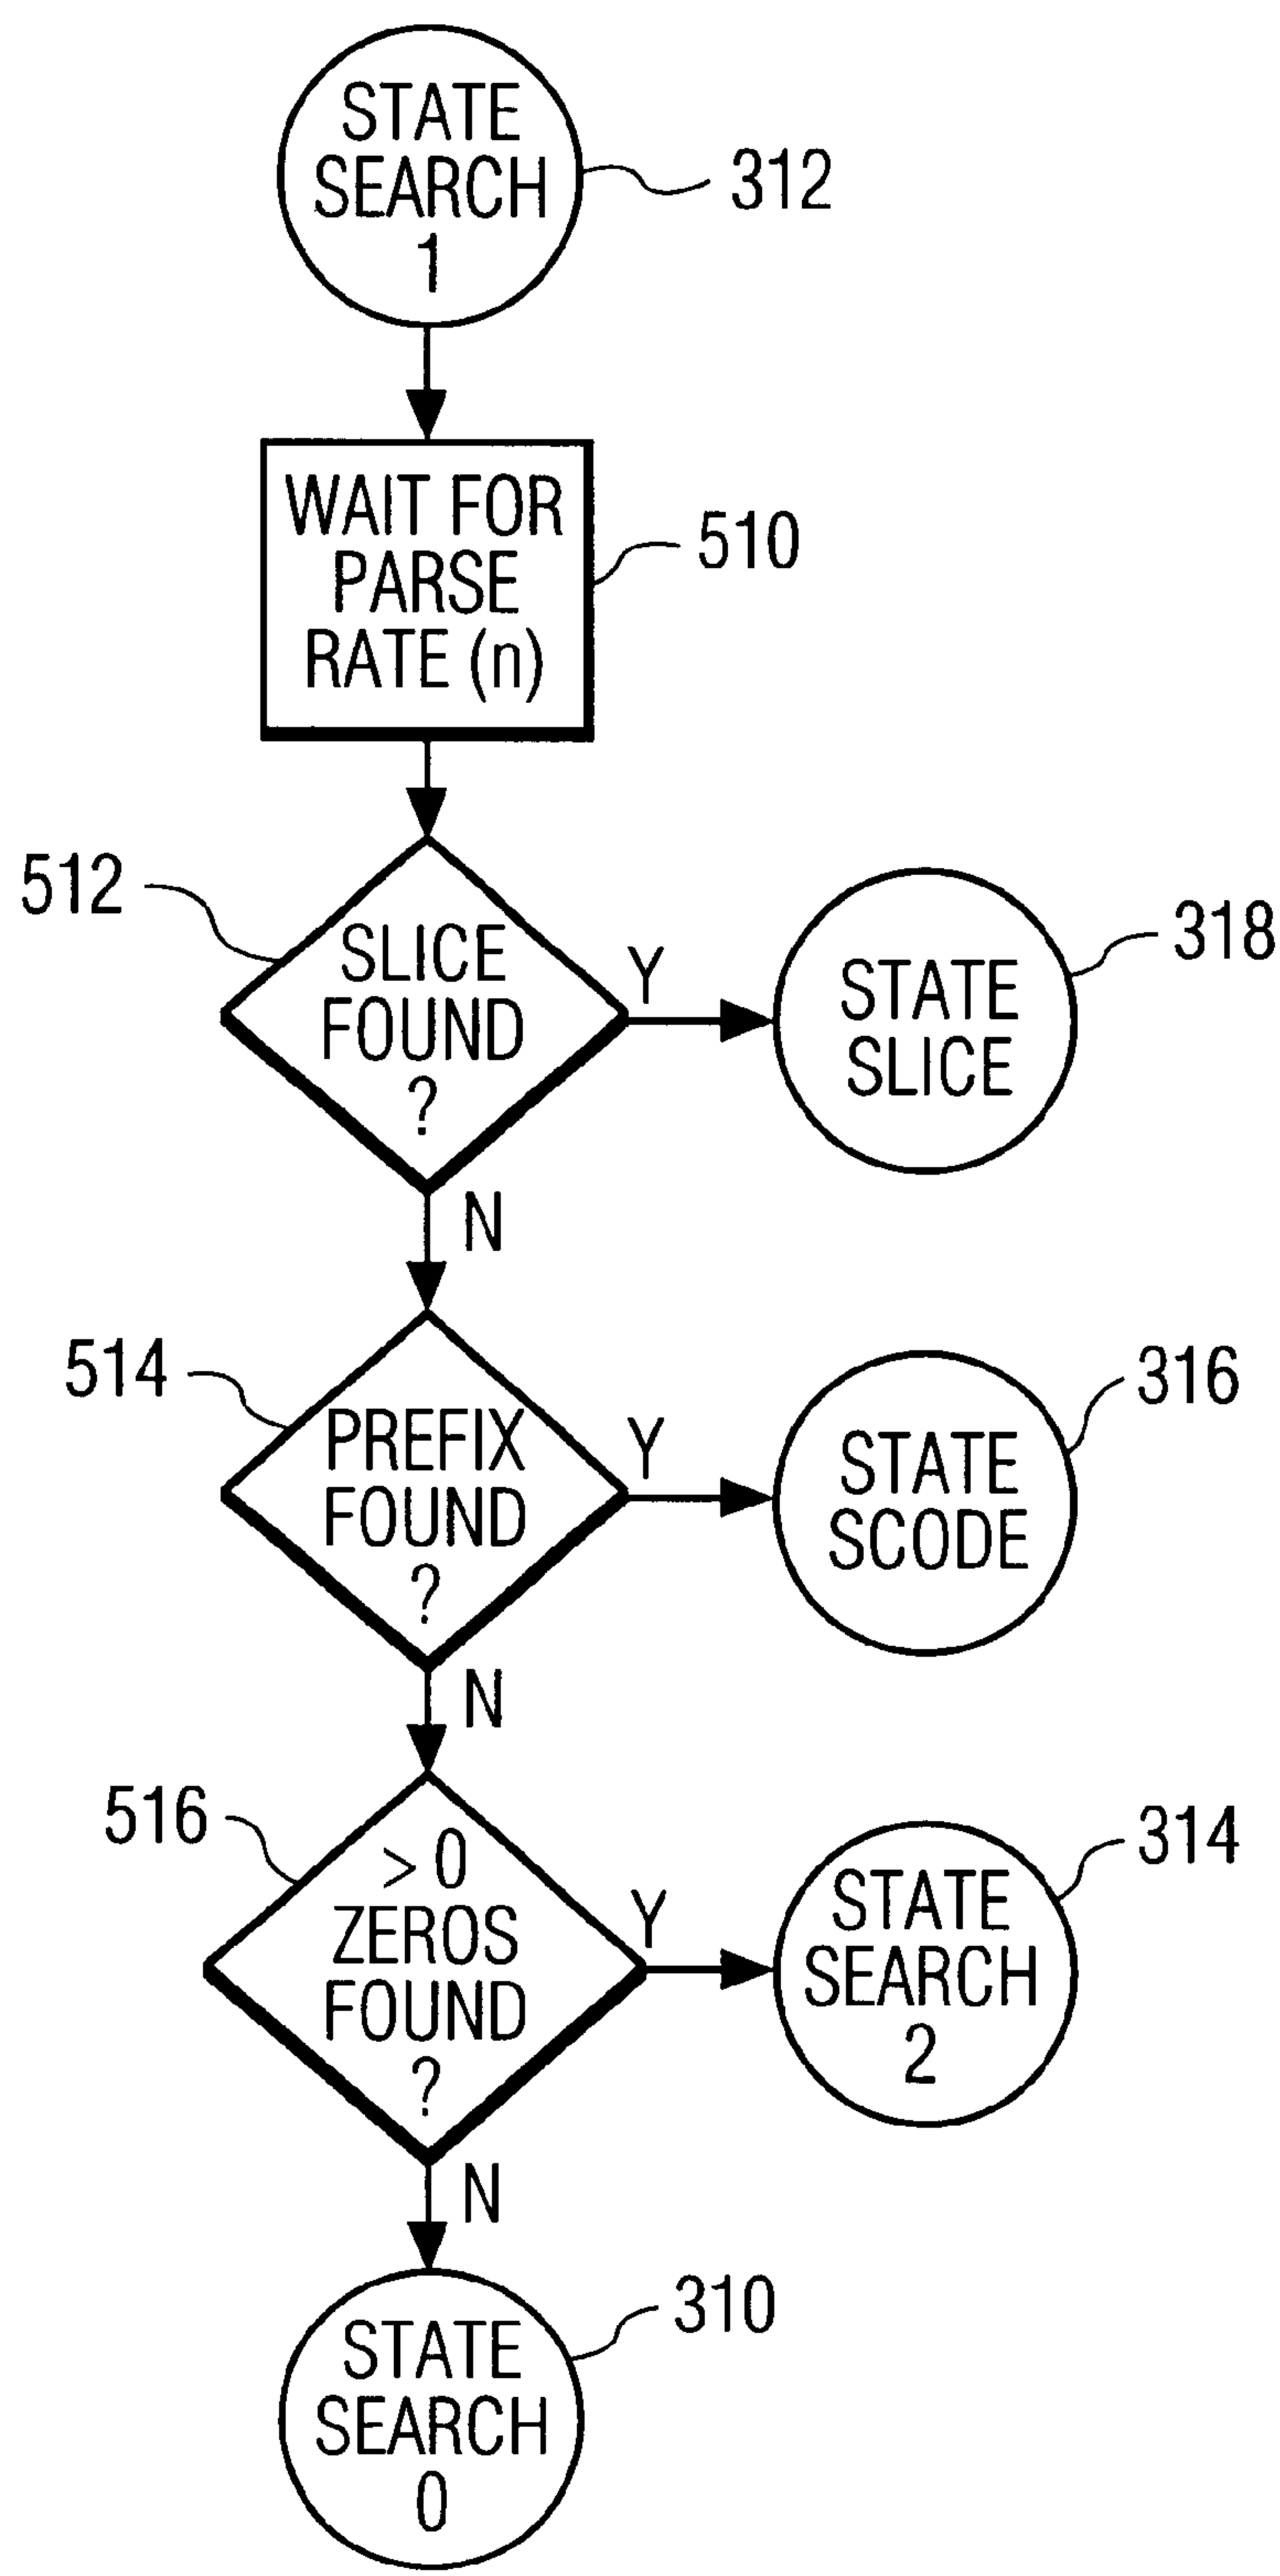 STATE
SEARCH
1
312
WAIT FOR
PARSE
RATE (n)
510
512
SLICE
FOUND
?
Y
STATE
SLICE
318
N
514
PREFIX
FOUND
?
Y
STATE
SCODE
316
N
516
> 0
ZEROS
FOUND
?
Y
STATE
SEARCH
2
314
N
STATE
SEARCH
0
310